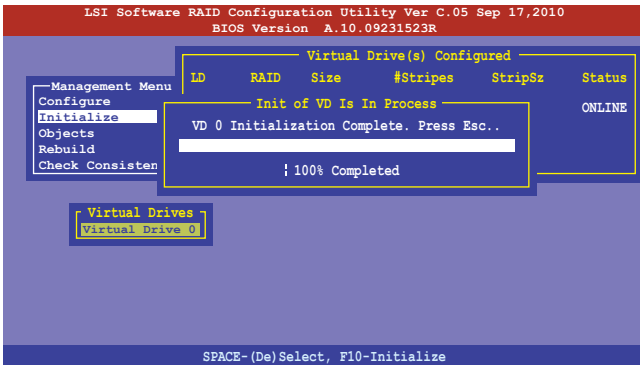 LSI Software RAID Configuration Utility Ver C.05 Sep 17,2010
BIOS Version A.10.09231523R
Virtual Drive(s) Configured
LD RAID Size #Stripes StripSz Status
ONLINE
Management Menu
Configure
Initialize
Objects
Rebuild
Check Consisten
Init of VD Is In Process
VD 0 Initialization Complete. Press Esc..
100% Completed
Virtual Drives
Virtual Drive 0
SPACE-(De)Select, F10-Initialize